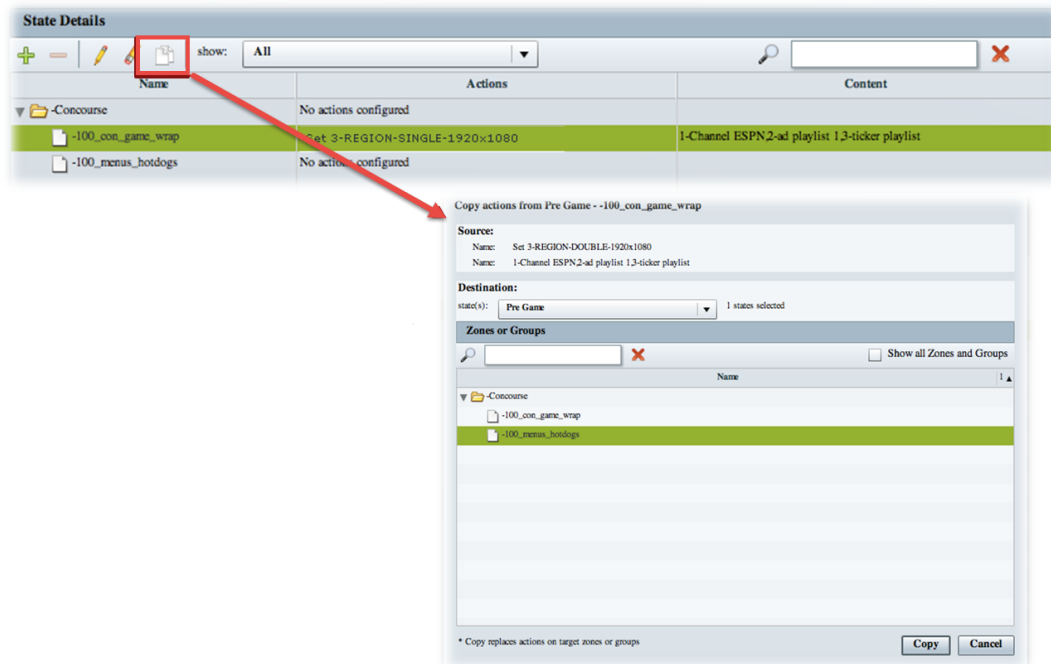 State Details
show: All
Name Actions Content
-Concourse No actions configured
-100_con_game_wrap Set 3-REGION-SINGLE-1920x1080 1-Channel ESPN,2-ad playlist 1,3-ticker playlist
-100_menus_hotdogs No actions configured
Copy actions from Pre Game - -100_con_game_wrap
Source:
Name: Set 3-REGION-DOUBLE-1920x1080
Name: 1-Channel ESPN,2-ad playlist 1,3-ticker playlist
Destination:
state(s): Pre Game 1 states selected
Zones or Groups
Show all Zones and Groups
Name 1
-Concourse
-100_con_game_wrap
-100_menus_hotdogs
* Copy replaces actions on target zones or groups
Copy Cancel